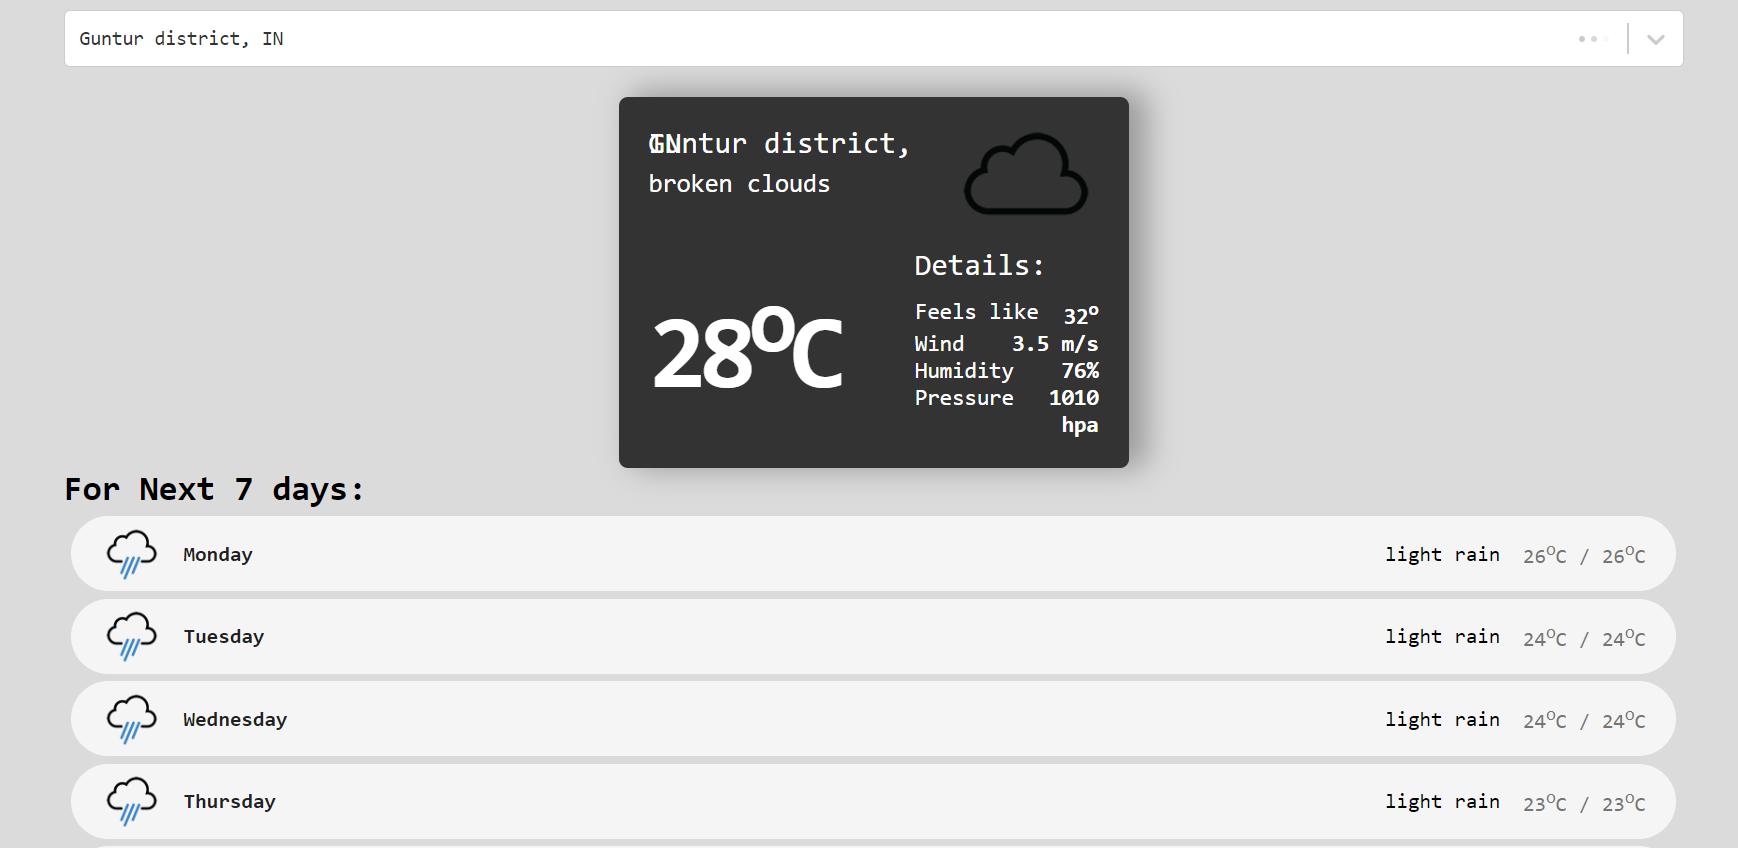 Guntur district, IN
Guntur district,
IN
broken clouds
Details:
28°C
Feels like 32°
Wind 3.5 m/s
Humidity 76%
Pressure 1010
hpa
For Next 7 days:
Monday light rain 26°C / 26°C
Tuesday light rain 24°C / 24°C
Wednesday light rain 24°C / 24°C
Thursday light rain 23°C / 23°C